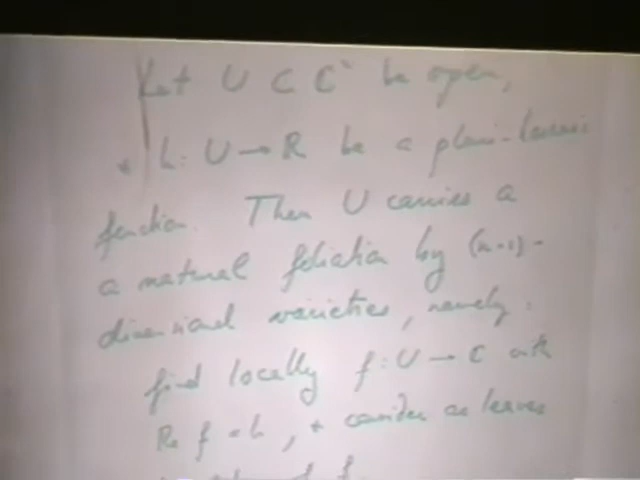 Let U ⊂ Cⁿ be open,
+ h: U → R be a pluri-harmonic
function. Then U carries a
a natural foliation by (n-1)-
dimensional varieties, namely:
find locally f: U → C with
Re f = h, + consider as leaves